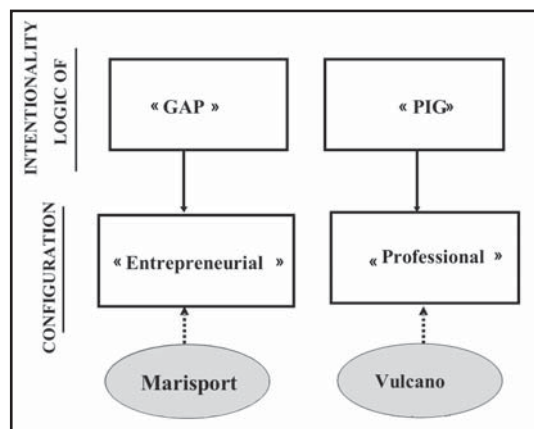 INTENTIONALITY
LOGIC OF
« GAP »
« PIG»
CONFIGURATION
« Entrepreneurial »
« Professional »
Marisport
Vulcano